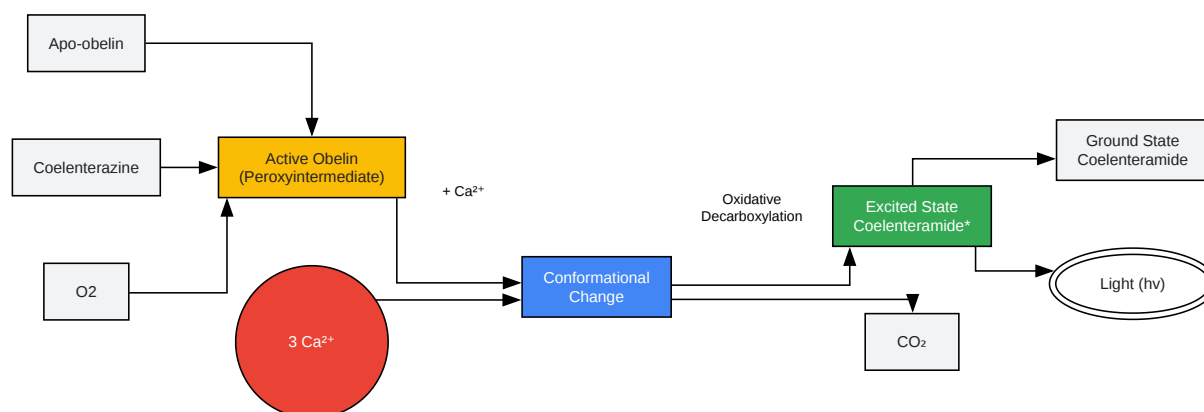 Apo-obelin
Coelenterazine
O2
Active Obelin
(Peroxyintermediate)
+ Ca²⁺
3 Ca²⁺
Conformational
Change
Oxidative
Decarboxylation
Excited State
Coelenteramide*
CO₂
Ground State
Coelenteramide
Light (hv)